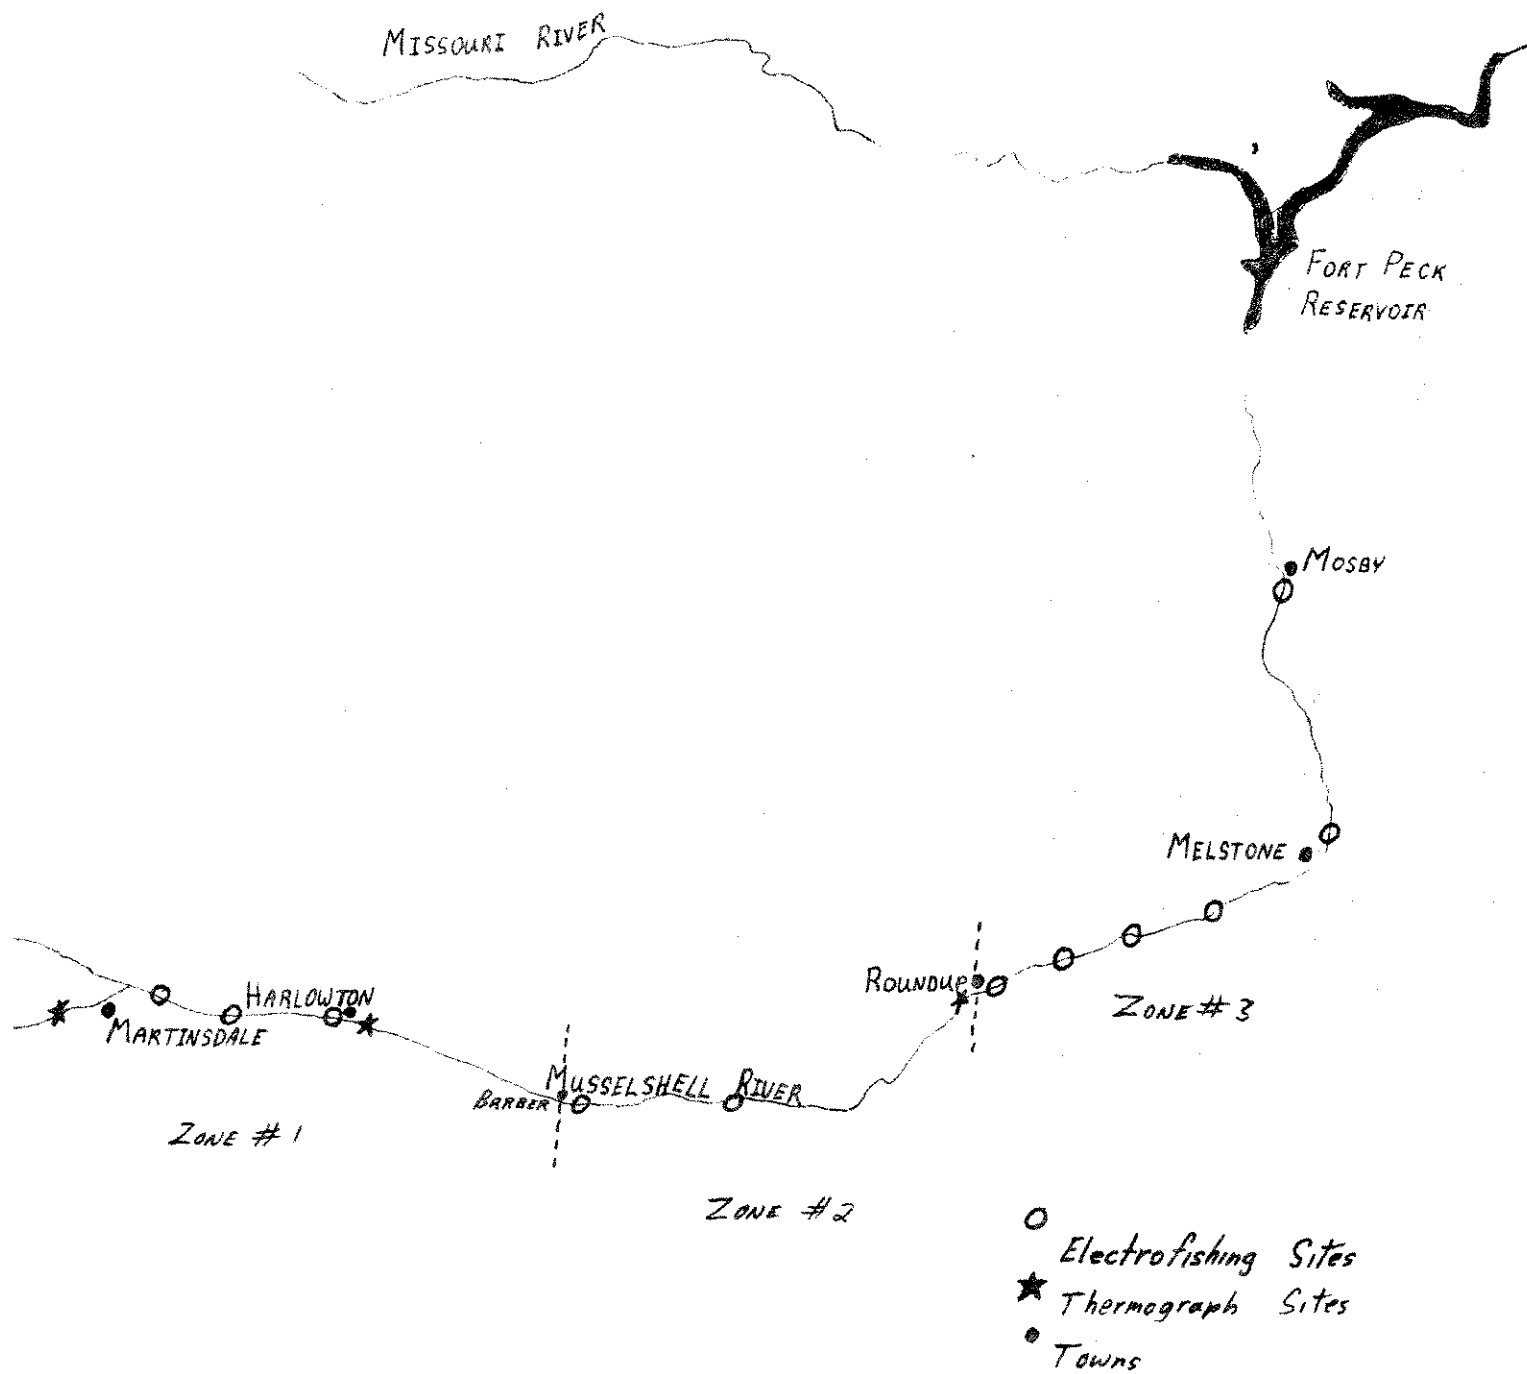 MISSOURI RIVER
FORT PECK
RESERVOIR
MOSBY
MELSTONE
ROUNDUP
ZONE #3
HARLOWTON
MARTINSDALE
MUSSELSHELL RIVER
BARBER
ZONE #1
ZONE #2
Electrofishing Sites
Thermograph Sites
Towns